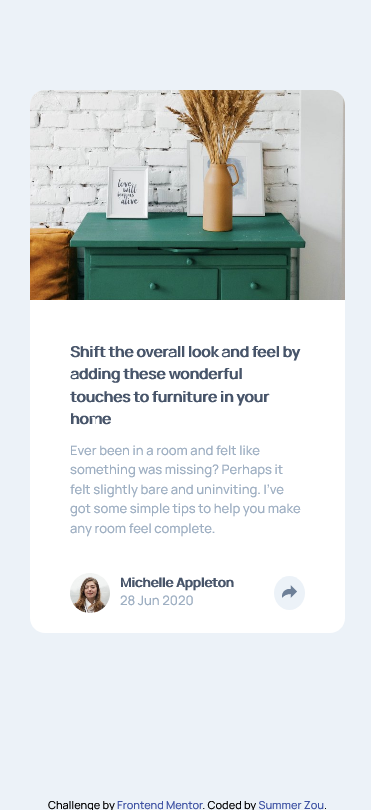 love
will
keep us
alive
Shift the overall look and feel by
adding these wonderful
touches to furniture in your
home
Ever been in a room and felt like
something was missing? Perhaps it
felt slightly bare and uninviting. I've
got some simple tips to help you make
any room feel complete.
Michelle Appleton
28 Jun 2020
Challenge by Frontend Mentor. Coded by Summer Zou.